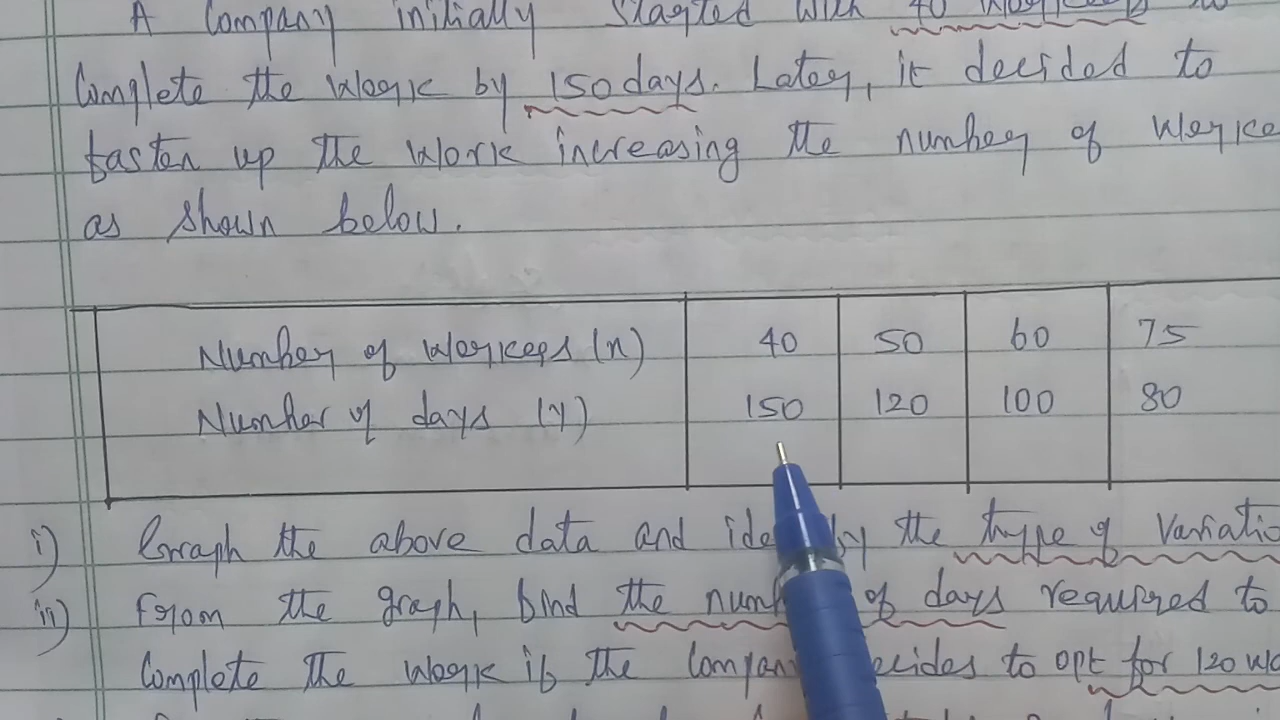 A Company initially started with 40 workers to
Complete the work by 150 days. Later, it decided to
fasten up the work increasing the number of worke
as shown below.
Number of workers (x) 40 50 60 75
Number of days (y) 150 120 100 80
i) Graph the above data and identify the type of variatio
ii) From the graph, find the number of days required to
Complete the work if the company decides to opt for 120 wo